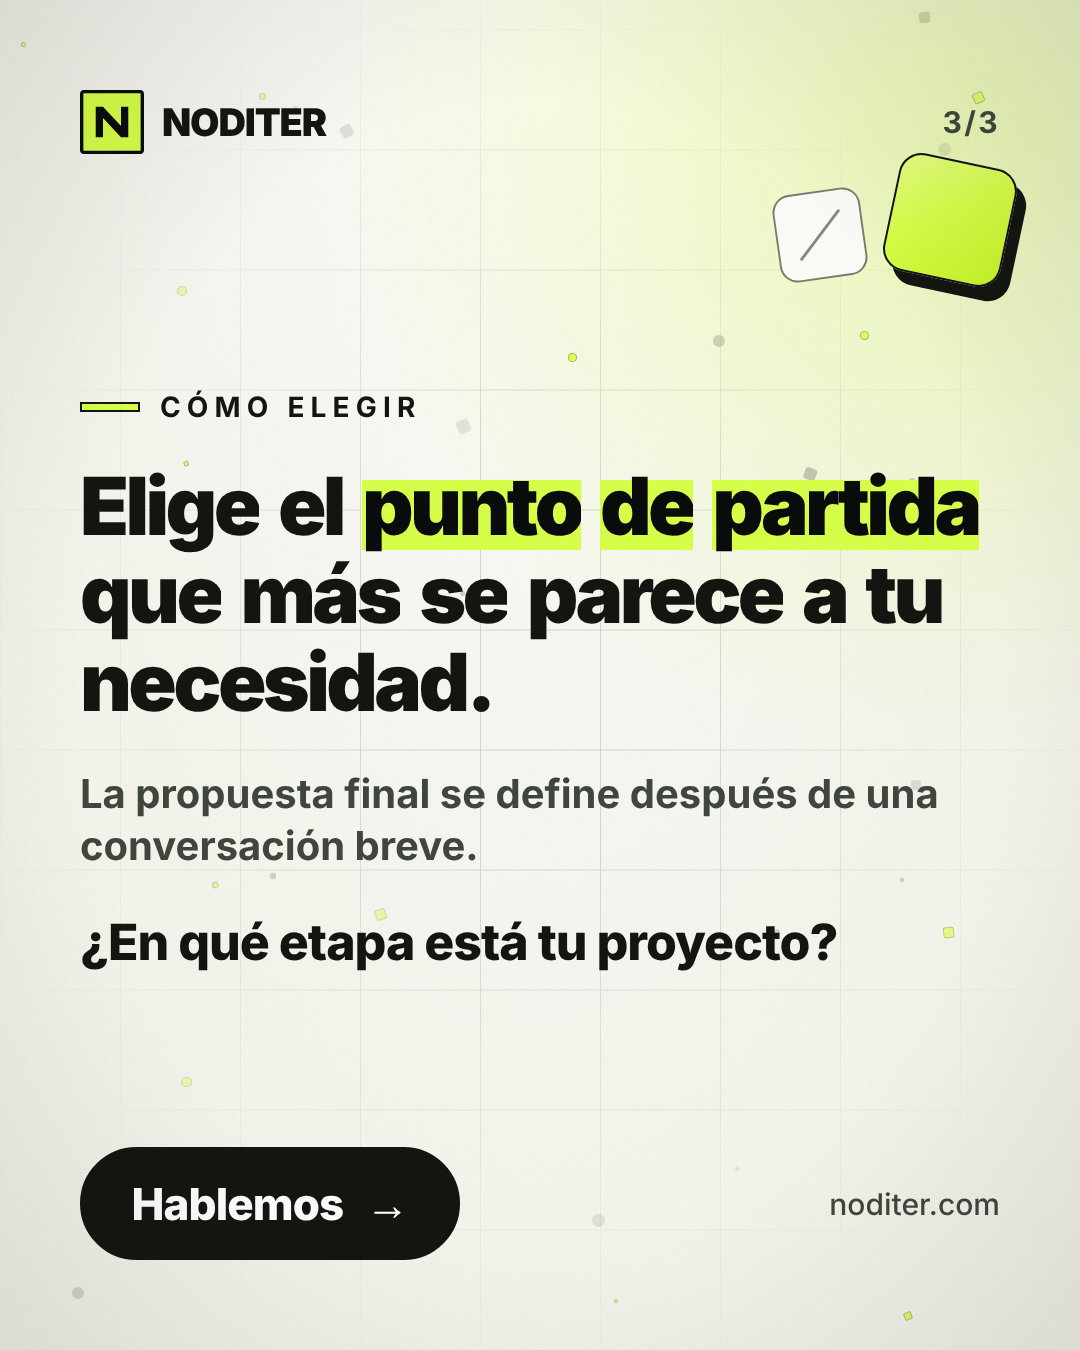 N NODITER
3/3
CÓMO ELEGIR
Elige el punto de partida
que más se parece a tu
necesidad.
La propuesta final se define después de una
conversación breve.
¿En qué etapa está tu proyecto?
Hablemos →
noditer.com